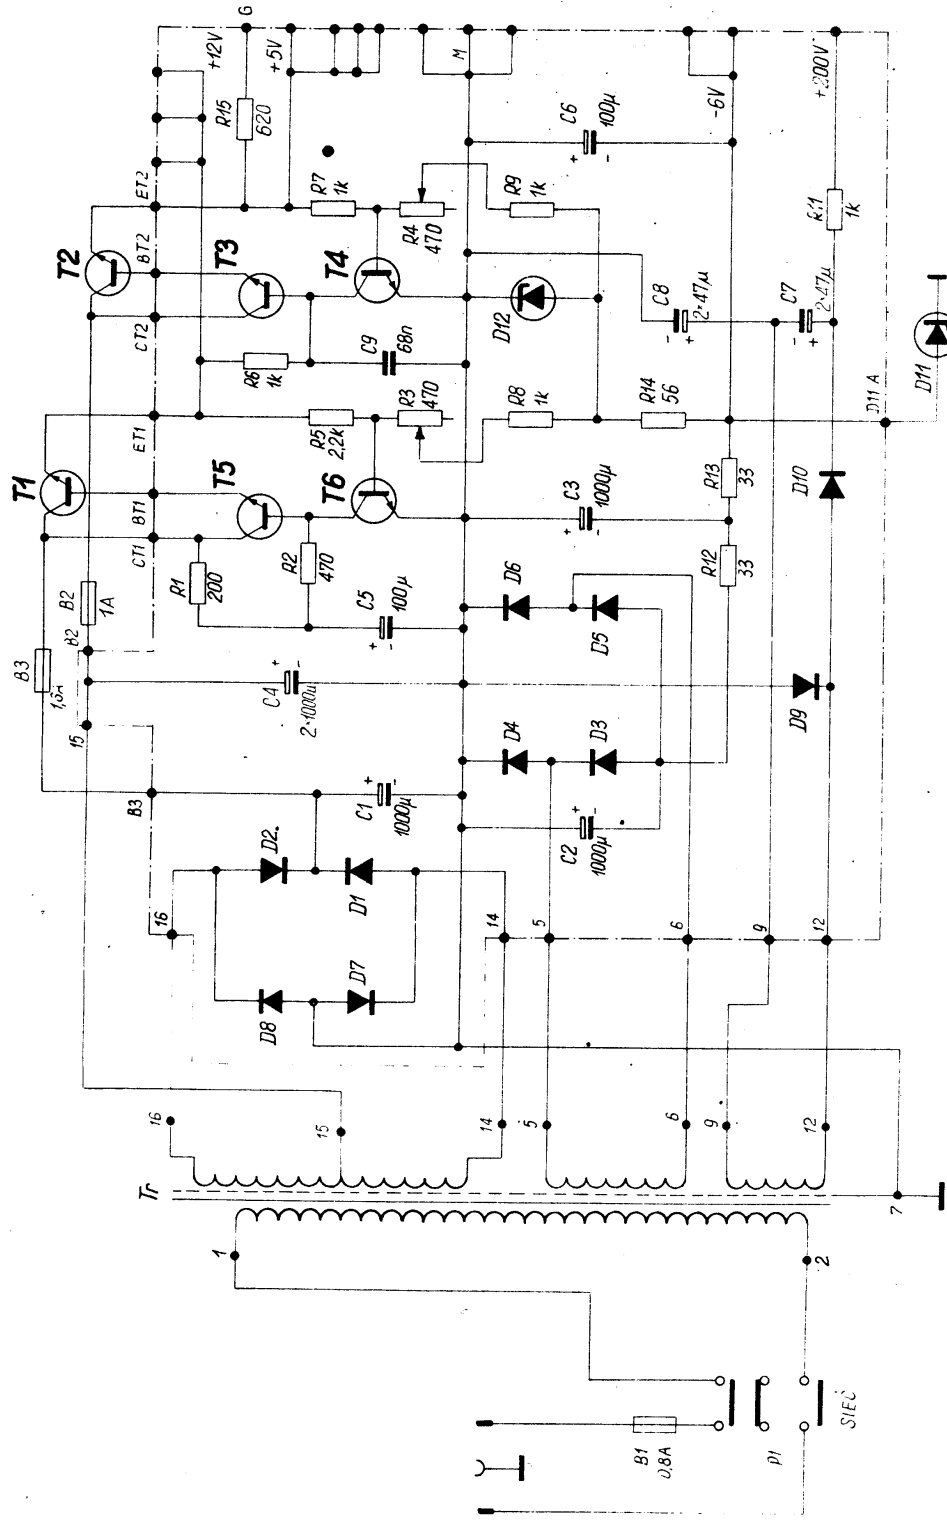 T1
T2
B3
1,6A
B2
1A
15
B2
CT1
BT1
ET1
CT2
BT2
ET2
+12V
G
R15
620
+5V
B3
16
R1
200
T5
R6
1k
T3
D2
D8
C4
2×1000µ
R2
470
R5
2,2k
C9
68n
R7
1k
D1
D7
C1
1000µ
C5
100µ
T6
R3
470
T4
R4
470
M
14
D4
D6
R8
1k
D12
R9
1k
C6
100µ
5
C2
1000µ
D3
D5
C3
1000µ
R14
56
C8
2×47µ
6
R12
33
R13
33
-6V
9
D9
D10
C7
2×47µ
R11
1k
+200V
12
D11 A
D11
Tr
16
15
14
5
6
9
12
7
1
2
B1
0,8A
P1
SIEĆ